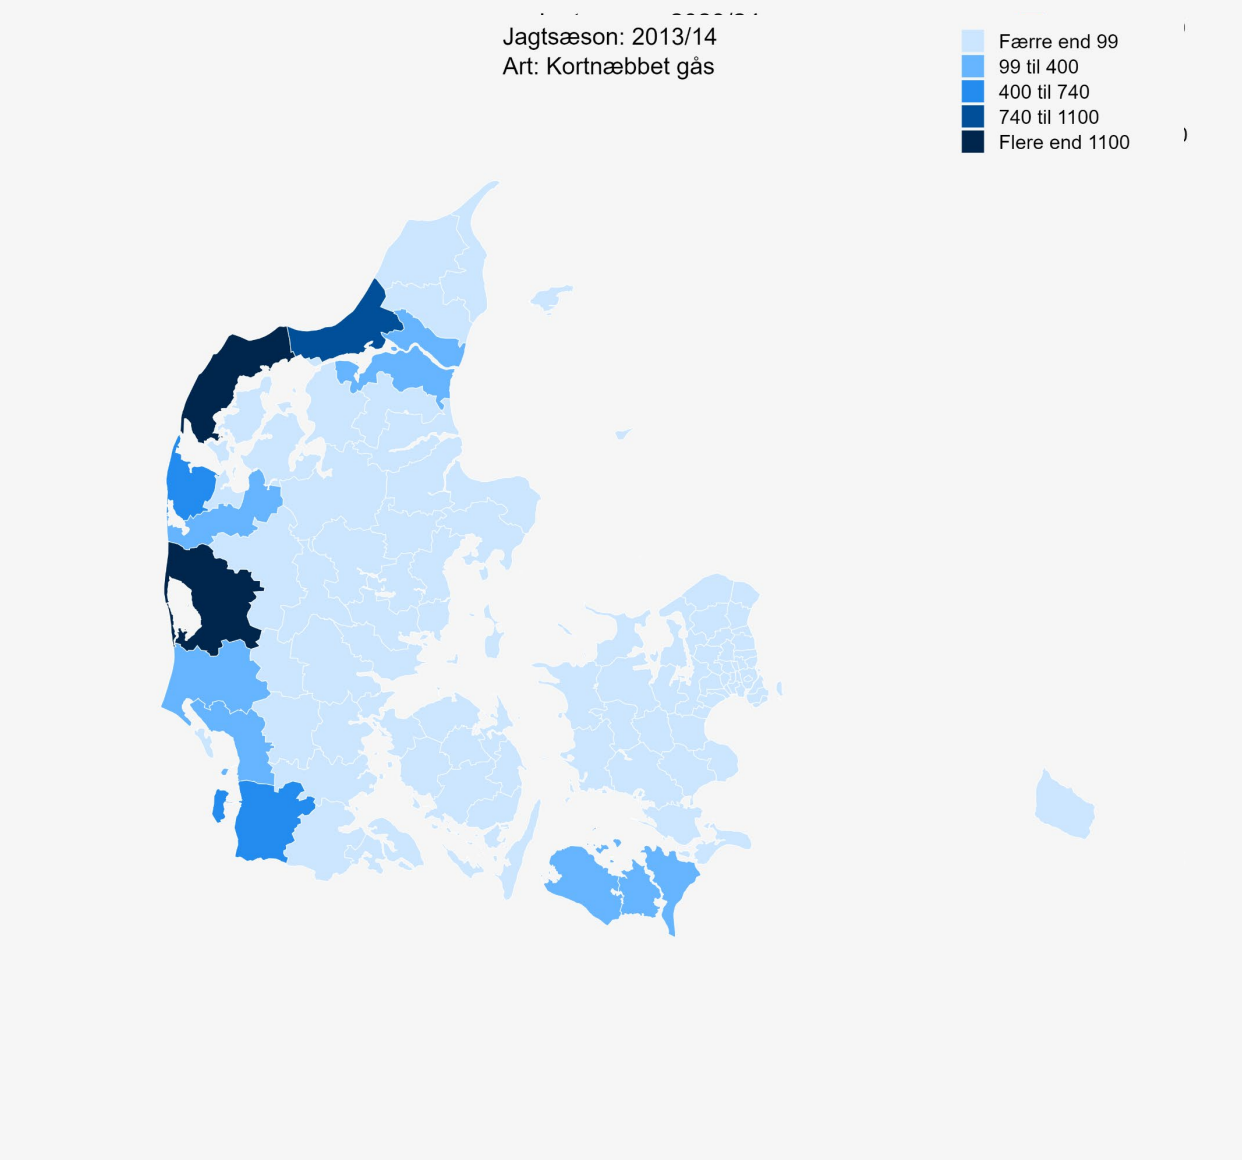 Jagtsæson: 2013/14
Art: Kortnæbbet gås
Færre end 99
99 til 400
400 til 740
740 til 1100
Flere end 1100